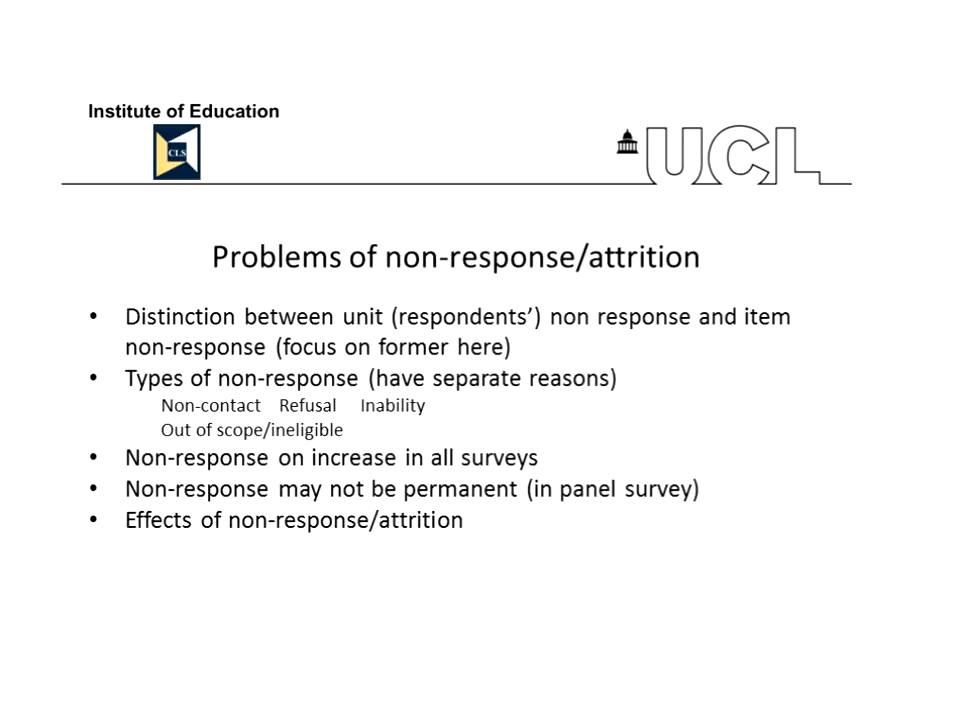 Institute of Education
CLS
UCL
Problems of non-response/attrition
• Distinction between unit (respondents’) non response and item
non-response (focus on former here)
• Types of non-response (have separate reasons)
Non-contact Refusal Inability
Out of scope/ineligible
• Non-response on increase in all surveys
• Non-response may not be permanent (in panel survey)
• Effects of non-response/attrition